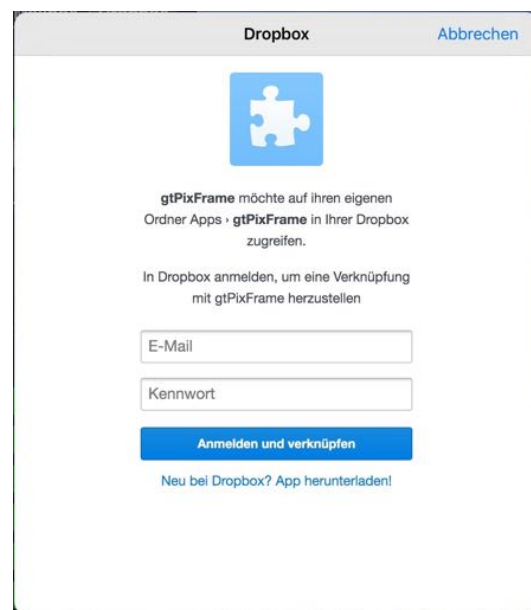 Dropbox
Abbrechen
gtPixFrame möchte auf ihren eigenen
Ordner Apps › gtPixFrame in Ihrer Dropbox
zugreifen.
In Dropbox anmelden, um eine Verknüpfung
mit gtPixFrame herzustellen
E-Mail
Kennwort
Anmelden und verknüpfen
Neu bei Dropbox? App herunterladen!